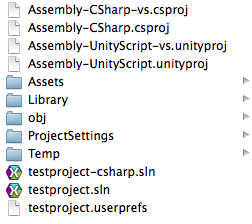 Assembly-CSharp-vs.csproj
Assembly-CSharp.csproj
Assembly-UnityScript-vs.unityproj
Assembly-UnityScript.unityproj
Assets
Library
obj
ProjectSettings
Temp
testproject-csharp.sln
testproject.sln
testproject.userprefs